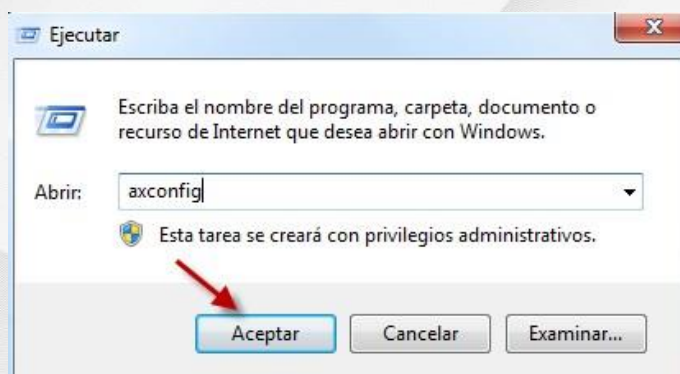 Ejecutar
Escriba el nombre del programa, carpeta, documento o
recurso de Internet que desea abrir con Windows.
Abrir:
axconfig
Esta tarea se creará con privilegios administrativos.
Aceptar
Cancelar
Examinar...